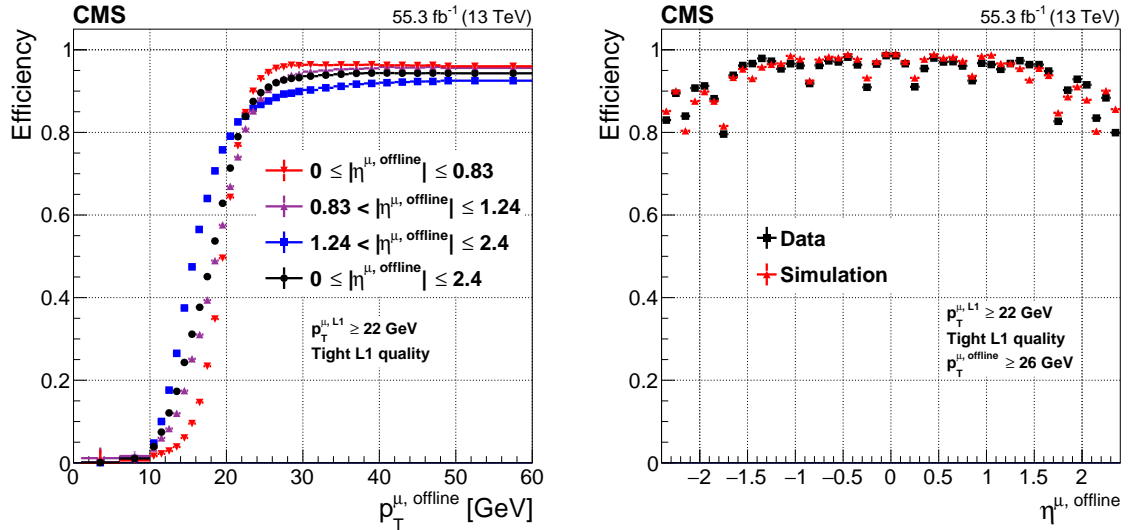 CMS
55.3 fb⁻¹ (13 TeV)
Efficiency
1
0.8
0.6
0.4
0.2
0
0 ≤ |η^μ, offline| ≤ 0.83
0.83 < |η^μ, offline| ≤ 1.24
1.24 < |η^μ, offline| ≤ 2.4
0 ≤ |η^μ, offline| ≤ 2.4
p_T^μ, L1 ≥ 22 GeV
Tight L1 quality
0 10 20 30 40 50 60
p_T^μ, offline [GeV]
CMS
55.3 fb⁻¹ (13 TeV)
Efficiency
1
0.8
0.6
0.4
0.2
0
Data
Simulation
p_T^μ, L1 ≥ 22 GeV
Tight L1 quality
p_T^μ, offline ≥ 26 GeV
−2 −1.5 −1 −0.5 0 0.5 1 1.5 2
η^μ, offline